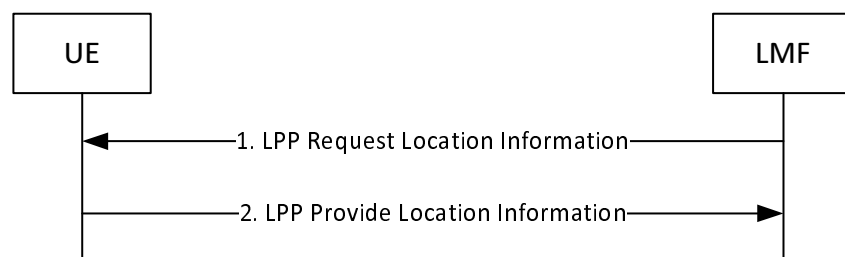 UE
LMF
1. LPP Request Location Information
2. LPP Provide Location Information